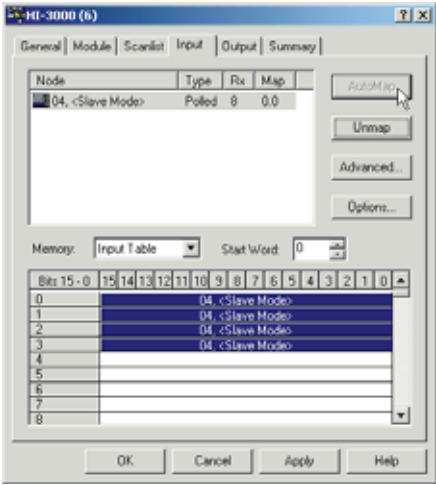 HI-3000 (6)
General Module Scanlist Input Output Summary
Node Type Rx Map
04, <Slave Mode> Polled 8 0.0
AutoMap
Unmap
Advanced...
Options...
Memory: Input Table Start Word: 0
Bits 15 - 0 15 14 13 12 11 10 9 8 7 6 5 4 3 2 1 0
0 04, <Slave Mode>
1 04, <Slave Mode>
2 04, <Slave Mode>
3 04, <Slave Mode>
4
5
6
7
8
OK Cancel Apply Help